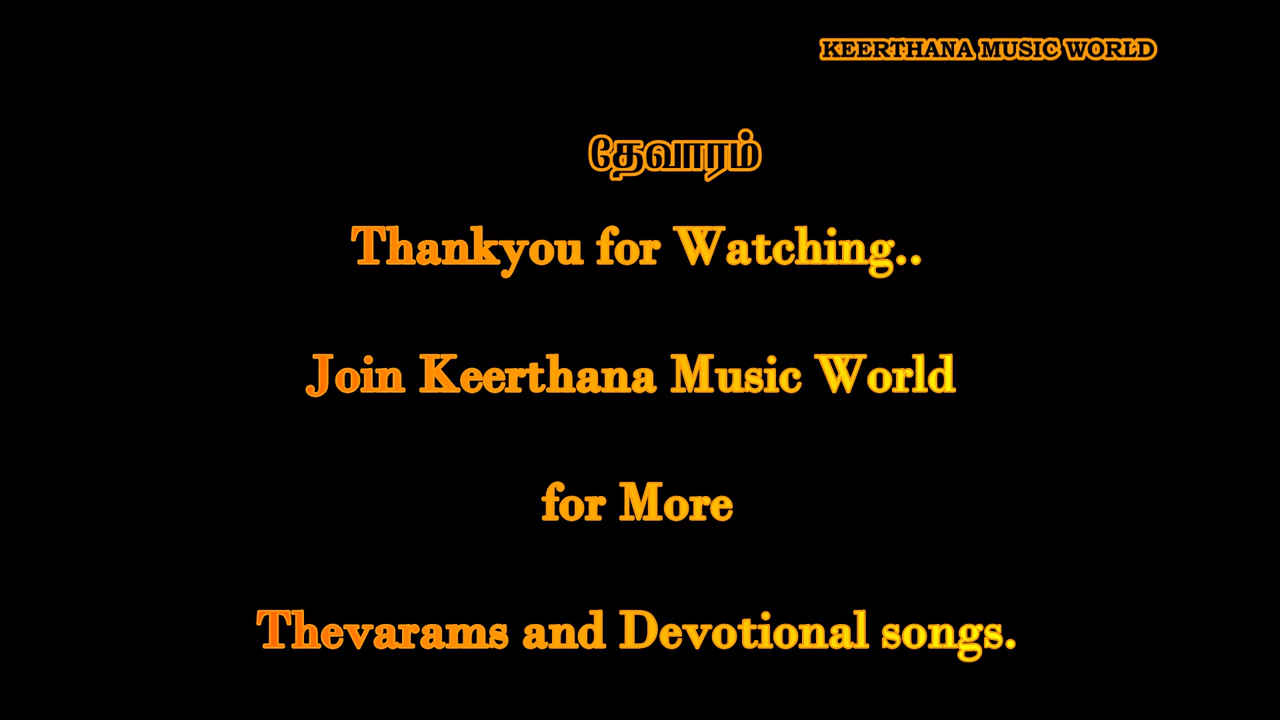 KEERTHANA MUSIC WORLD
தேவாரம்
Thankyou for Watching..
Join Keerthana Music World
for More
Thevarams and Devotional songs.